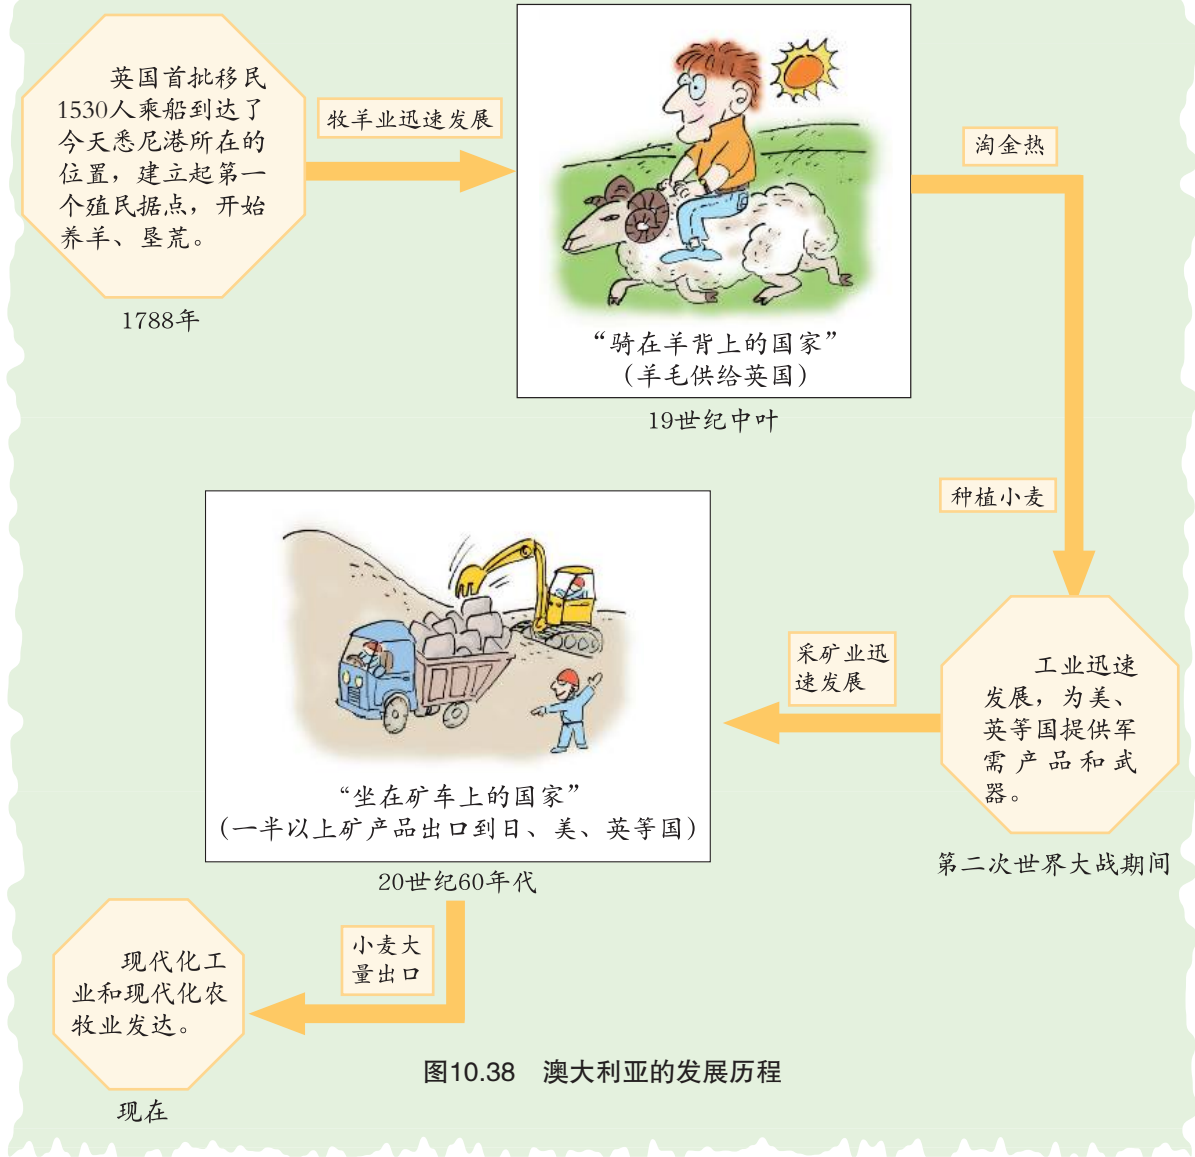 英国首批移民
1530人乘船到达了
今天悉尼港所在的
位置，建立起第一
个殖民据点，开始
养羊、垦荒。
1788年
牧羊业迅速发展
“骑在羊背上的国家”
（羊毛供给英国）
19世纪中叶
淘金热
种植小麦
工业迅速
发展，为美、
英等国提供军
需产品和武
器。
第二次世界大战期间
采矿业迅
速发展
“坐在矿车上的国家”
（一半以上矿产品出口到日、美、英等国）
20世纪60年代
小麦大
量出口
现代化工
业和现代化农
牧业发达。
现在
图10.38 澳大利亚的发展历程